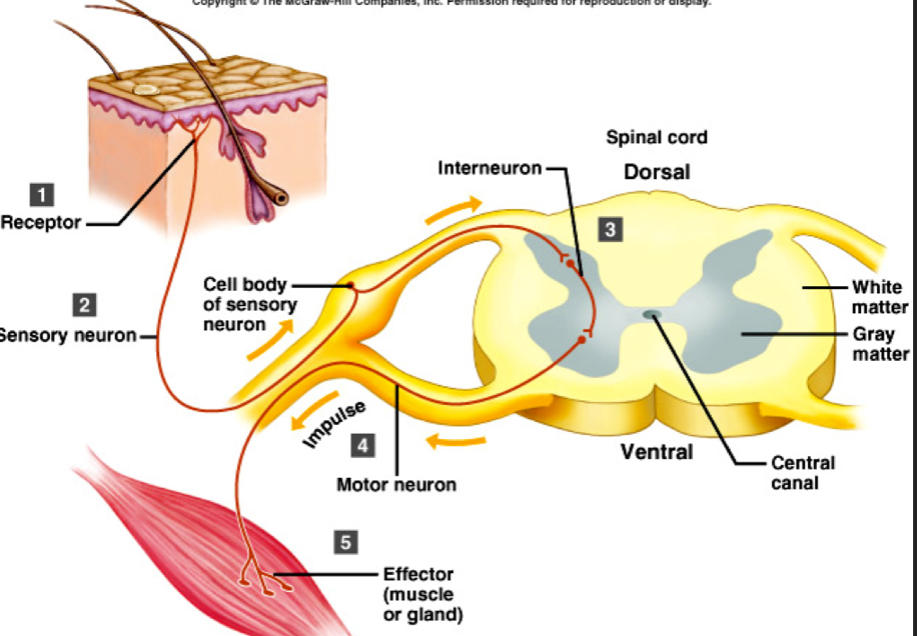 Copyright © The McGraw-Hill Companies, Inc. Permission required for reproduction or display.
Spinal cord
Dorsal
Interneuron
1
Receptor
3
Cell body
of sensory
neuron
2
Sensory neuron
White
matter
Gray
matter
Impulse
4
Motor neuron
Ventral
Central
canal
5
Effector
(muscle
or gland)